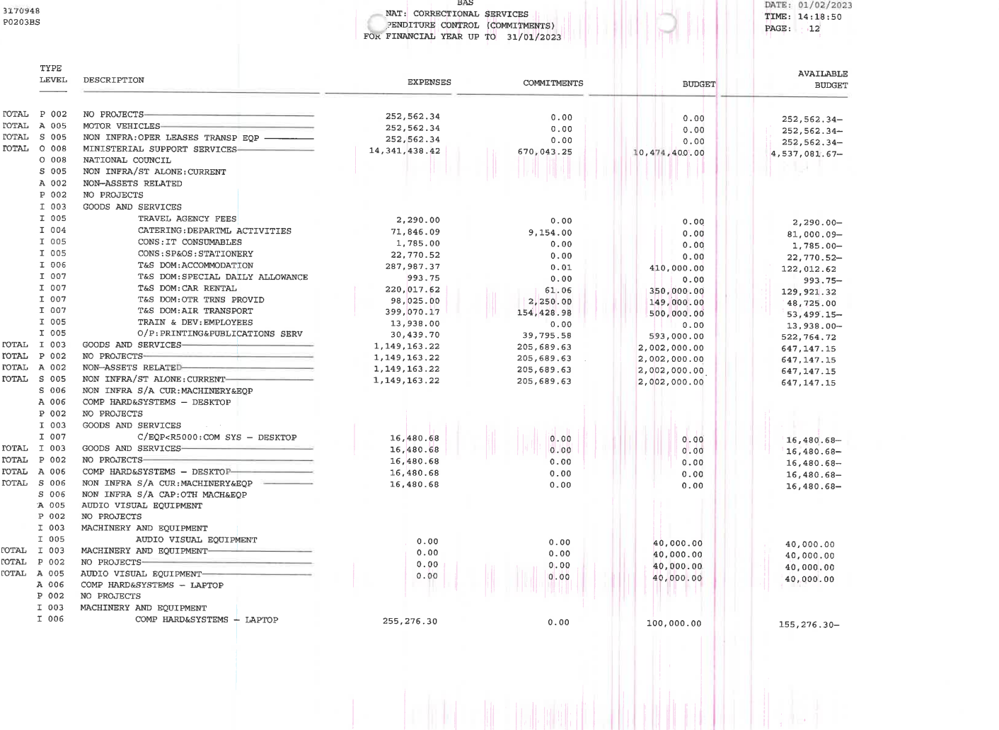 BAS
3170948 NAT: CORRECTIONAL SERVICES DATE: 01/02/2023
P0203BS PENDITURE CONTROL (COMMITMENTS) TIME: 14:18:50
FOR FINANCIAL YEAR UP TO 31/01/2023 PAGE: 12
TYPE AVAILABLE
LEVEL DESCRIPTION EXPENSES COMMITMENTS BUDGET BUDGET
TOTAL P 002 NO PROJECTS 252,562.34 0.00 0.00 252,562.34-
TOTAL A 005 MOTOR VEHICLES 252,562.34 0.00 0.00 252,562.34-
TOTAL S 005 NON INFRA:OPER LEASES TRANSP EQP 252,562.34 0.00 0.00 252,562.34-
TOTAL O 008 MINISTERIAL SUPPORT SERVICES 14,341,438.42 670,043.25 10,474,400.00 4,537,081.67-
O 008 NATIONAL COUNCIL
S 005 NON INFRA/ST ALONE:CURRENT
A 002 NON-ASSETS RELATED
P 002 NO PROJECTS
I 003 GOODS AND SERVICES
I 005 TRAVEL AGENCY FEES 2,290.00 0.00 0.00 2,290.00-
I 004 CATERING:DEPARTML ACTIVITIES 71,846.09 9,154.00 0.00 81,000.09-
I 005 CONS:IT CONSUMABLES 1,785.00 0.00 0.00 1,785.00-
I 005 CONS:SP&OS:STATIONERY 22,770.52 0.00 0.00 22,770.52-
I 006 T&S DOM:ACCOMMODATION 287,987.37 0.01 410,000.00 122,012.62
I 007 T&S DOM:SPECIAL DAILY ALLOWANCE 993.75 0.00 0.00 993.75-
I 007 T&S DOM:CAR RENTAL 220,017.62 61.06 350,000.00 129,921.32
I 007 T&S DOM:OTR TRNS PROVID 98,025.00 2,250.00 149,000.00 48,725.00
I 007 T&S DOM:AIR TRANSPORT 399,070.17 154,428.98 500,000.00 53,499.15-
I 005 TRAIN & DEV:EMPLOYEES 13,938.00 0.00 0.00 13,938.00-
I 005 O/P:PRINTING&PUBLICATIONS SERV 30,439.70 39,795.58 593,000.00 522,764.72
TOTAL I 003 GOODS AND SERVICES 1,149,163.22 205,689.63 2,002,000.00 647,147.15
TOTAL P 002 NO PROJECTS 1,149,163.22 205,689.63 2,002,000.00 647,147.15
TOTAL A 002 NON-ASSETS RELATED 1,149,163.22 205,689.63 2,002,000.00 647,147.15
TOTAL S 005 NON INFRA/ST ALONE:CURRENT 1,149,163.22 205,689.63 2,002,000.00 647,147.15
S 006 NON INFRA S/A CUR:MACHINERY&EQP
A 006 COMP HARD&SYSTEMS - DESKTOP
P 002 NO PROJECTS
I 003 GOODS AND SERVICES
I 007 C/EQP<R5000:COM SYS - DESKTOP 16,480.68 0.00 0.00 16,480.68-
TOTAL I 003 GOODS AND SERVICES 16,480.68 0.00 0.00 16,480.68-
TOTAL P 002 NO PROJECTS 16,480.68 0.00 0.00 16,480.68-
TOTAL A 006 COMP HARD&SYSTEMS - DESKTOP 16,480.68 0.00 0.00 16,480.68-
TOTAL S 006 NON INFRA S/A CUR:MACHINERY&EQP 16,480.68 0.00 0.00 16,480.68-
S 006 NON INFRA S/A CAP:OTH MACH&EQP
A 005 AUDIO VISUAL EQUIPMENT
P 002 NO PROJECTS
I 003 MACHINERY AND EQUIPMENT
I 005 AUDIO VISUAL EQUIPMENT 0.00 0.00 40,000.00 40,000.00
TOTAL I 003 MACHINERY AND EQUIPMENT 0.00 0.00 40,000.00 40,000.00
TOTAL P 002 NO PROJECTS 0.00 0.00 40,000.00 40,000.00
TOTAL A 005 AUDIO VISUAL EQUIPMENT 0.00 0.00 40,000.00 40,000.00
A 006 COMP HARD&SYSTEMS - LAPTOP
P 002 NO PROJECTS
I 003 MACHINERY AND EQUIPMENT
I 006 COMP HARD&SYSTEMS - LAPTOP 255,276.30 0.00 100,000.00 155,276.30-